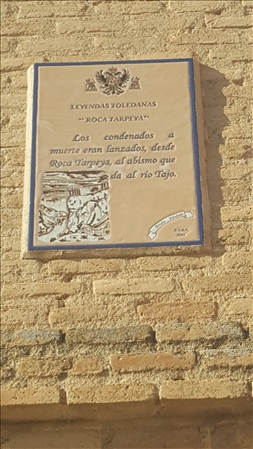 LEYENDAS TOLEDANAS
"ROCA TARPEYA"
Los condenados a
muerte eran lanzados, desde
Roca Tarpeya, al abismo que
da al río Tajo.